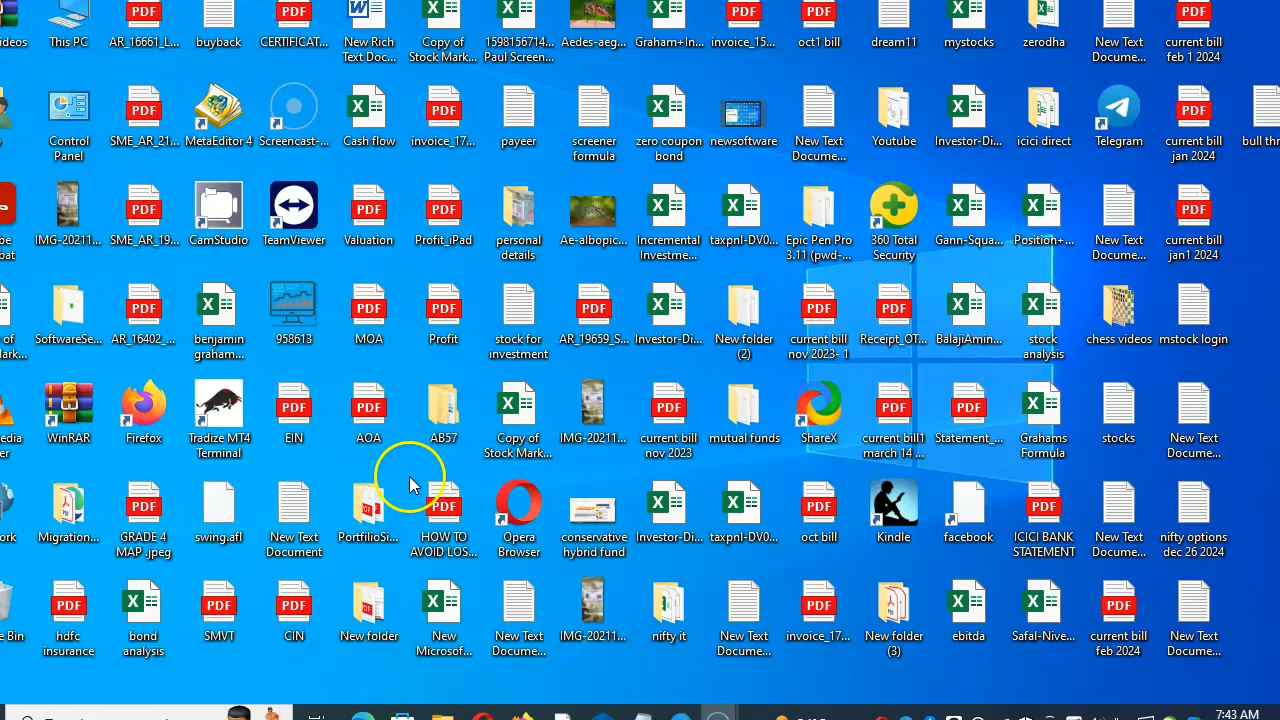 This PC
AR_16661_L...
buyback
CERTIFICAT...
New Rich
Text Doc...
Copy of
Stock Mark...
1598156714...
Paul Screen...
Aedes-aeg...
Graham+In...
invoice_15...
oct1 bill
dream11
mystocks
zerodha
New Text
Docume...
current bill
feb 1 2024
Control
Panel
SME_AR_21...
MetaEditor 4
Screencast-...
Cash flow
invoice_17...
payeer
screener
formula
zero coupon
bond
newsoftware
New Text
Docume...
Youtube
Investor-Di...
icici direct
Telegram
current bill
jan 2024
bull thr
IMG-20211...
SME_AR_19...
CamStudio
TeamViewer
Valuation
Profit_iPad
personal
details
Ae-albopic...
Incremental
Investme...
taxpnl-DV0...
Epic Pen Pro
3.11 (pwd-...
360 Total
Security
Gann-Squa...
Position+...
New Text
Docume...
current bill
jan1 2024
SoftwareSe...
AR_16402_...
benjamin
graham...
958613
MOA
Profit
stock for
investment
AR_19659_S...
Investor-Di...
New folder
(2)
current bill
nov 2023- 1
Receipt_OT...
BalajiAmin...
stock
analysis
chess videos
mstock login
WinRAR
Firefox
Tradize MT4
Terminal
EIN
AOA
AB57
Copy of
Stock Mark...
IMG-20211...
current bill
nov 2023
mutual funds
ShareX
current bill1
march 14 ...
Statement_...
Grahams
Formula
stocks
New Text
Docume...
Migration...
GRADE 4
MAP .jpeg
swing.afl
New Text
Document
PortfilioSi...
HOW TO
AVOID LOS...
Opera
Browser
conservative
hybrid fund
Investor-Di...
taxpnl-DV0...
oct bill
Kindle
facebook
ICICI BANK
STATEMENT
New Text
Docume...
nifty options
dec 26 2024
hdfc
insurance
bond
analysis
SMVT
CIN
New folder
New
Microsof...
New Text
Docume...
IMG-20211...
nifty it
New Text
Docume...
invoice_17...
New folder
(3)
ebitda
Safal-Nive...
current bill
feb 2024
New Text
Docume...
7:43 AM